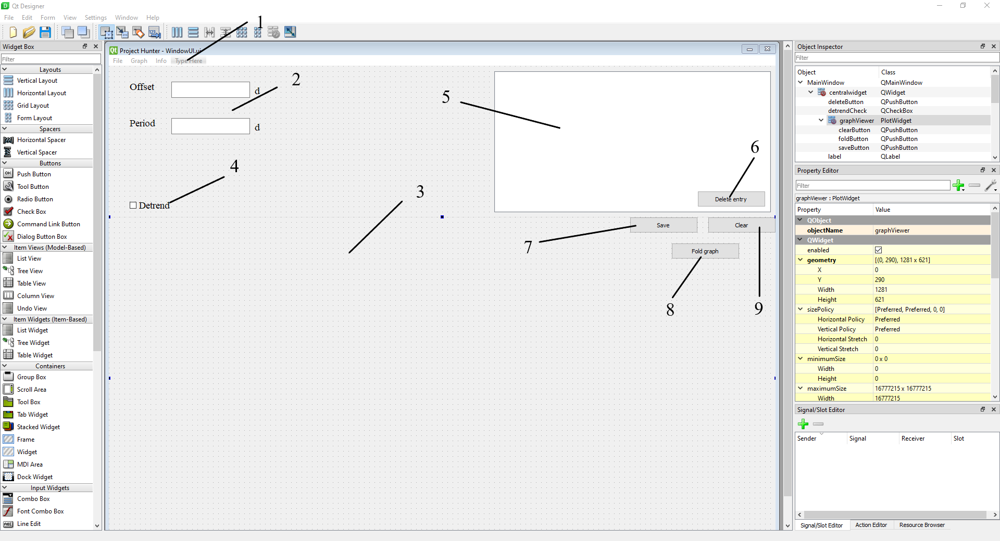 Qt Designer
File Edit Form View Settings Window Help
1
Widget Box
Filter
Layouts
Vertical Layout
Horizontal Layout
Grid Layout
Form Layout
Spacers
Horizontal Spacer
Vertical Spacer
Buttons
OK Push Button
Tool Button
Radio Button
Check Box
Command Link Button
Dialog Button Box
Item Views (Model-Based)
List View
Tree View
Table View
Column View
Undo View
Item Widgets (Item-Based)
List Widget
Tree Widget
Table Widget
Containers
Group Box
Scroll Area
Tool Box
Tab Widget
Stacked Widget
Frame
Widget
MDI Area
Dock Widget
Input Widgets
Combo Box
Font Combo Box
Line Edit
Qt Project Hunter - WindowUI.ui
File Graph Info Type Here
Offset d
2
Period d
4
Detrend
3
5
6
Delete entry
Save Clear
7
Fold graph
8 9
Object Inspector
Filter
Object Class
MainWindow QMainWindow
centralwidget QWidget
deleteButton QPushButton
detrendCheck QCheckBox
graphViewer PlotWidget
clearButton QPushButton
foldButton QPushButton
saveButton QPushButton
label QLabel
Property Editor
Filter
graphViewer : PlotWidget
Property Value
QObject
objectName graphViewer
QWidget
enabled
geometry [(0, 290), 1281 x 621]
X 0
Y 290
Width 1281
Height 621
sizePolicy [Preferred, Preferred, 0, 0]
Horizontal Policy Preferred
Vertical Policy Preferred
Horizontal Stretch 0
Vertical Stretch 0
minimumSize 0 x 0
Width 0
Height 0
maximumSize 16777215 x 16777215
Width 16777215
Signal/Slot Editor
Sender Signal Receiver Slot
Signal/Slot Editor Action Editor Resource Browser